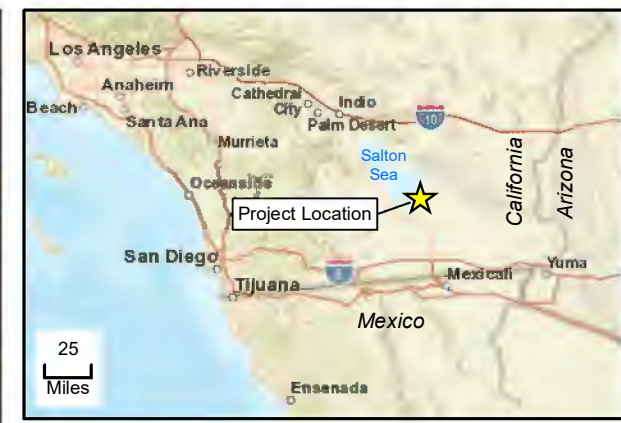 Los Angeles
Riverside
Anaheim
Cathedral
City
Indio
Beach
Santa Ana
Palm Desert
10
Murrieta
Salton
Sea
California
Arizona
Oceanside
Project Location
San Diego
8
Mexicali
Yuma
Tijuana
Mexico
25
Miles
Ensenada